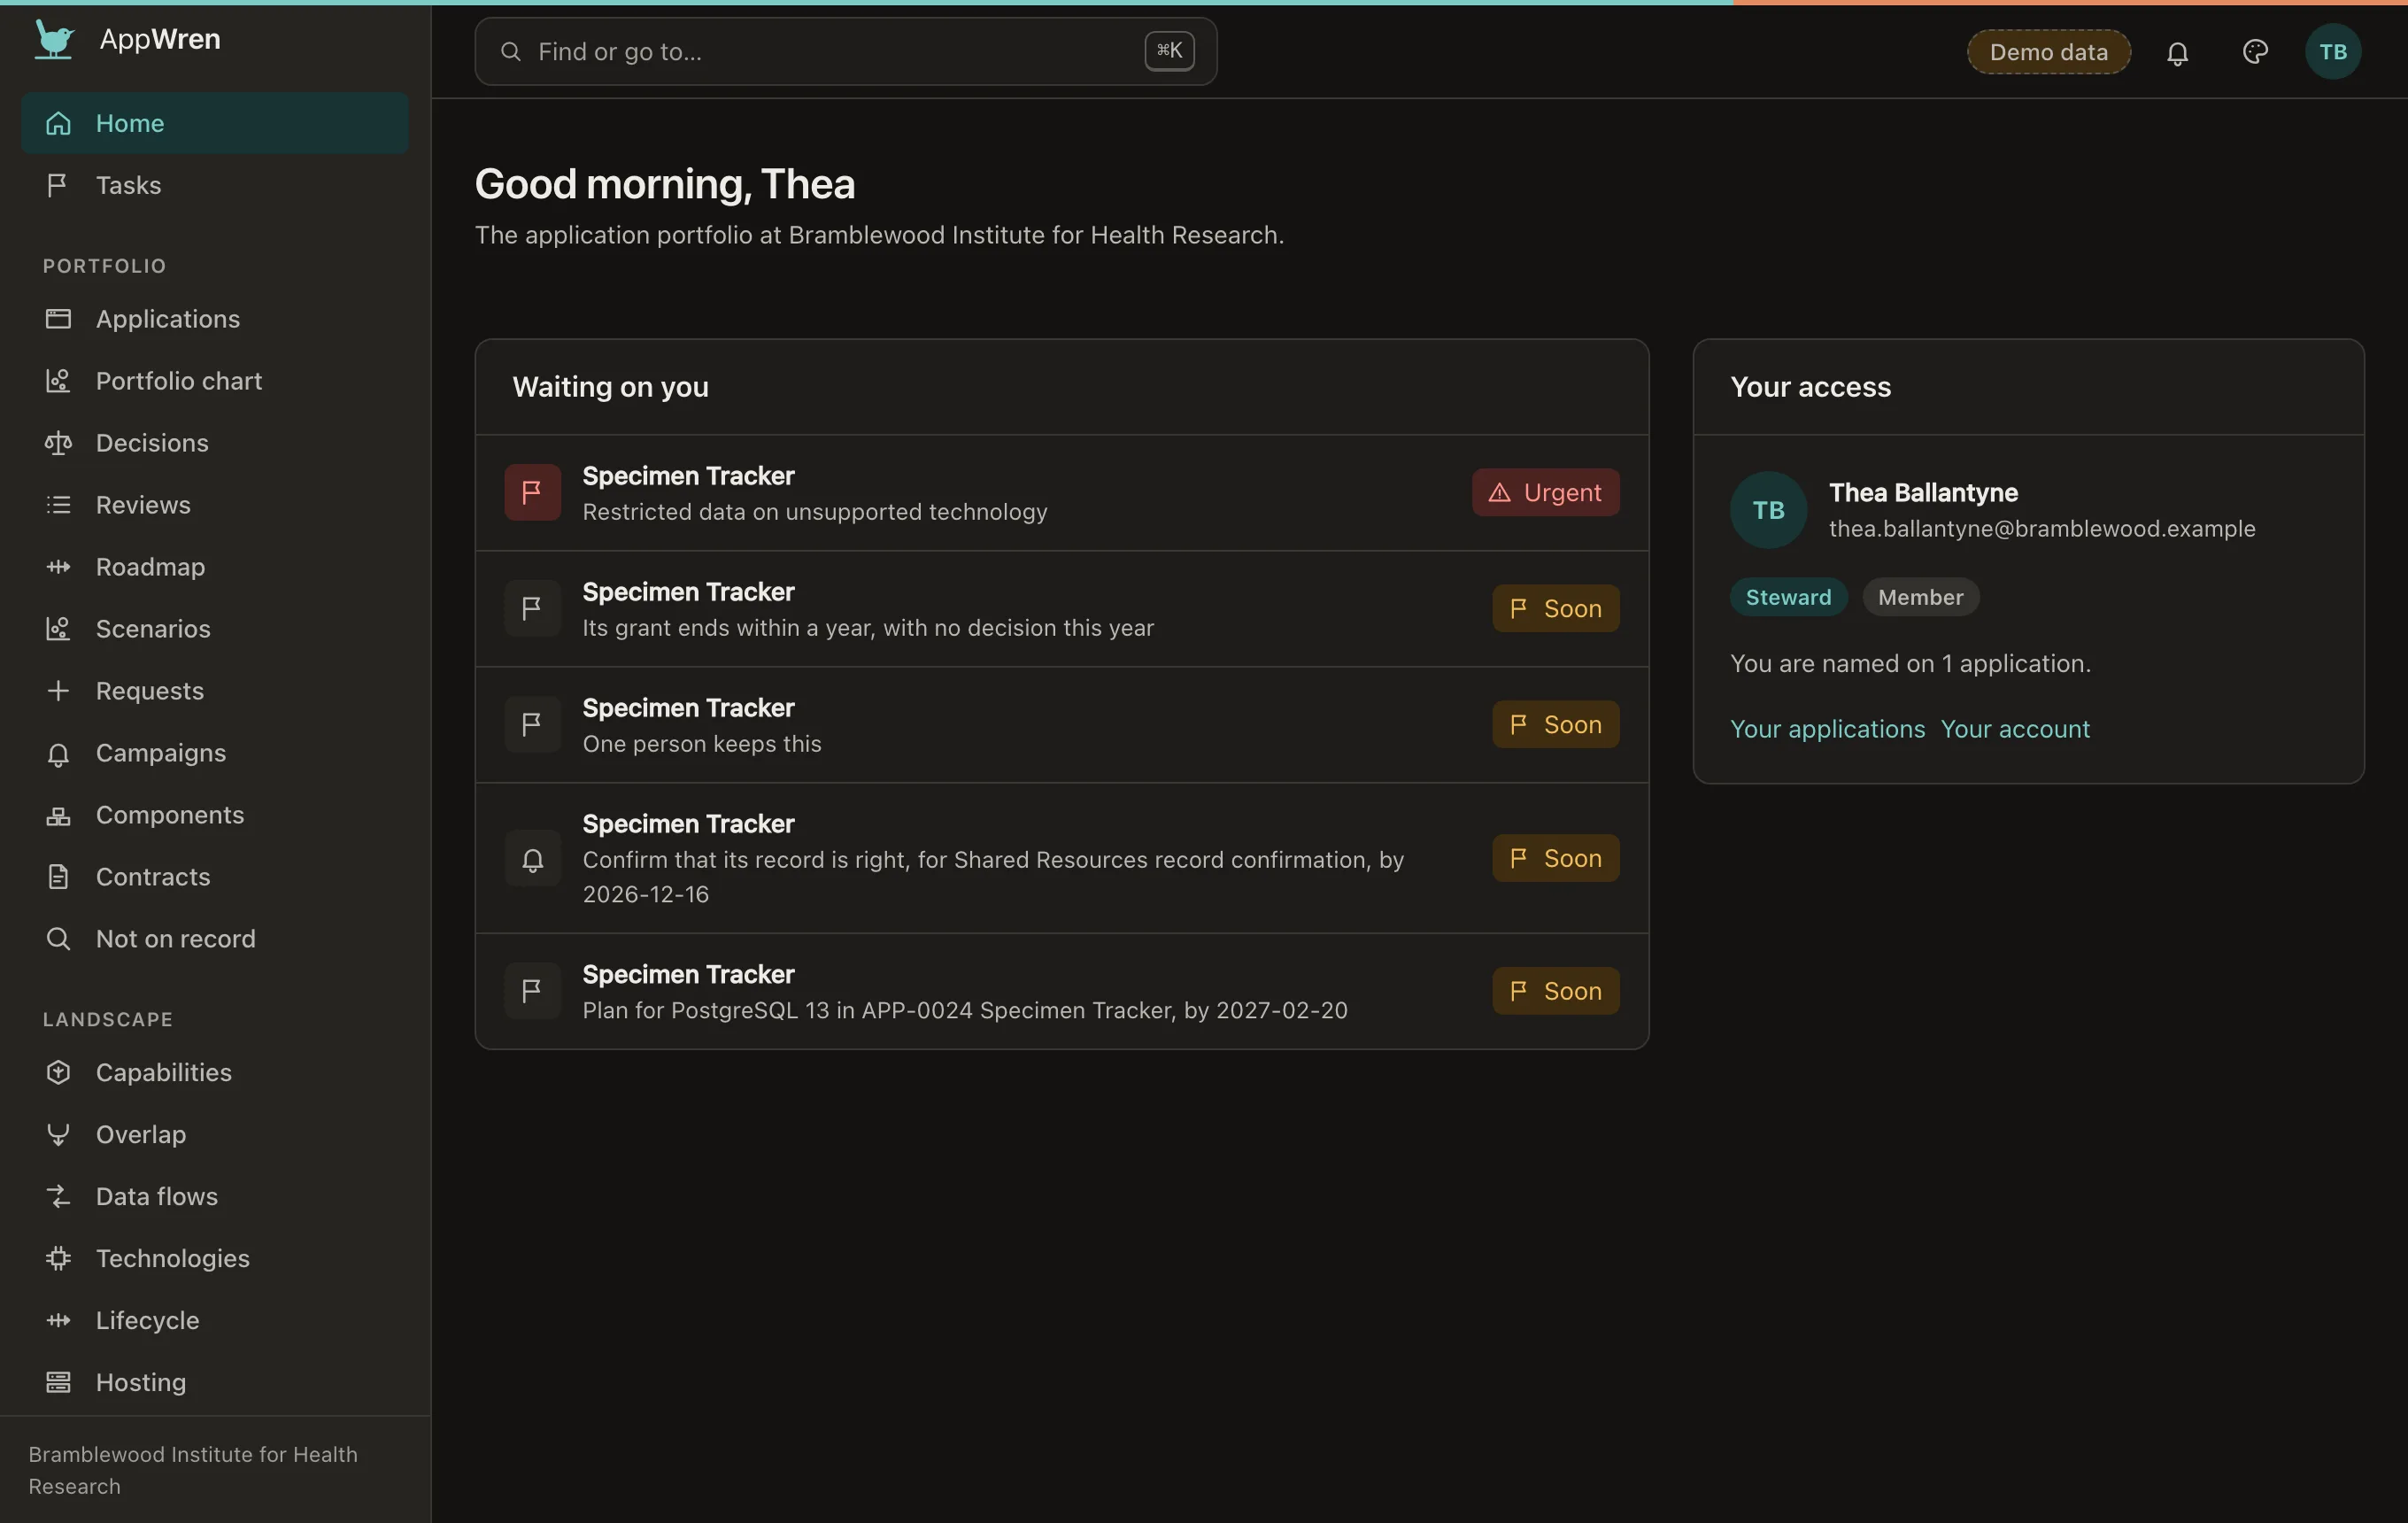 AppWren
Find or go to...
⌘K
Demo data
TB
Home
Tasks
PORTFOLIO
Applications
Portfolio chart
Decisions
Reviews
Roadmap
Scenarios
Requests
Campaigns
Components
Contracts
Not on record
LANDSCAPE
Capabilities
Overlap
Data flows
Technologies
Lifecycle
Hosting
Bramblewood Institute for Health
Research
Good morning, Thea
The application portfolio at Bramblewood Institute for Health Research.
Waiting on you
Specimen Tracker
Restricted data on unsupported technology
Urgent
Specimen Tracker
Its grant ends within a year, with no decision this year
Soon
Specimen Tracker
One person keeps this
Soon
Specimen Tracker
Confirm that its record is right, for Shared Resources record confirmation, by
2026-12-16
Soon
Specimen Tracker
Plan for PostgreSQL 13 in APP-0024 Specimen Tracker, by 2027-02-20
Soon
Your access
TB
Thea Ballantyne
thea.ballantyne@bramblewood.example
Steward
Member
You are named on 1 application.
Your applications
Your account